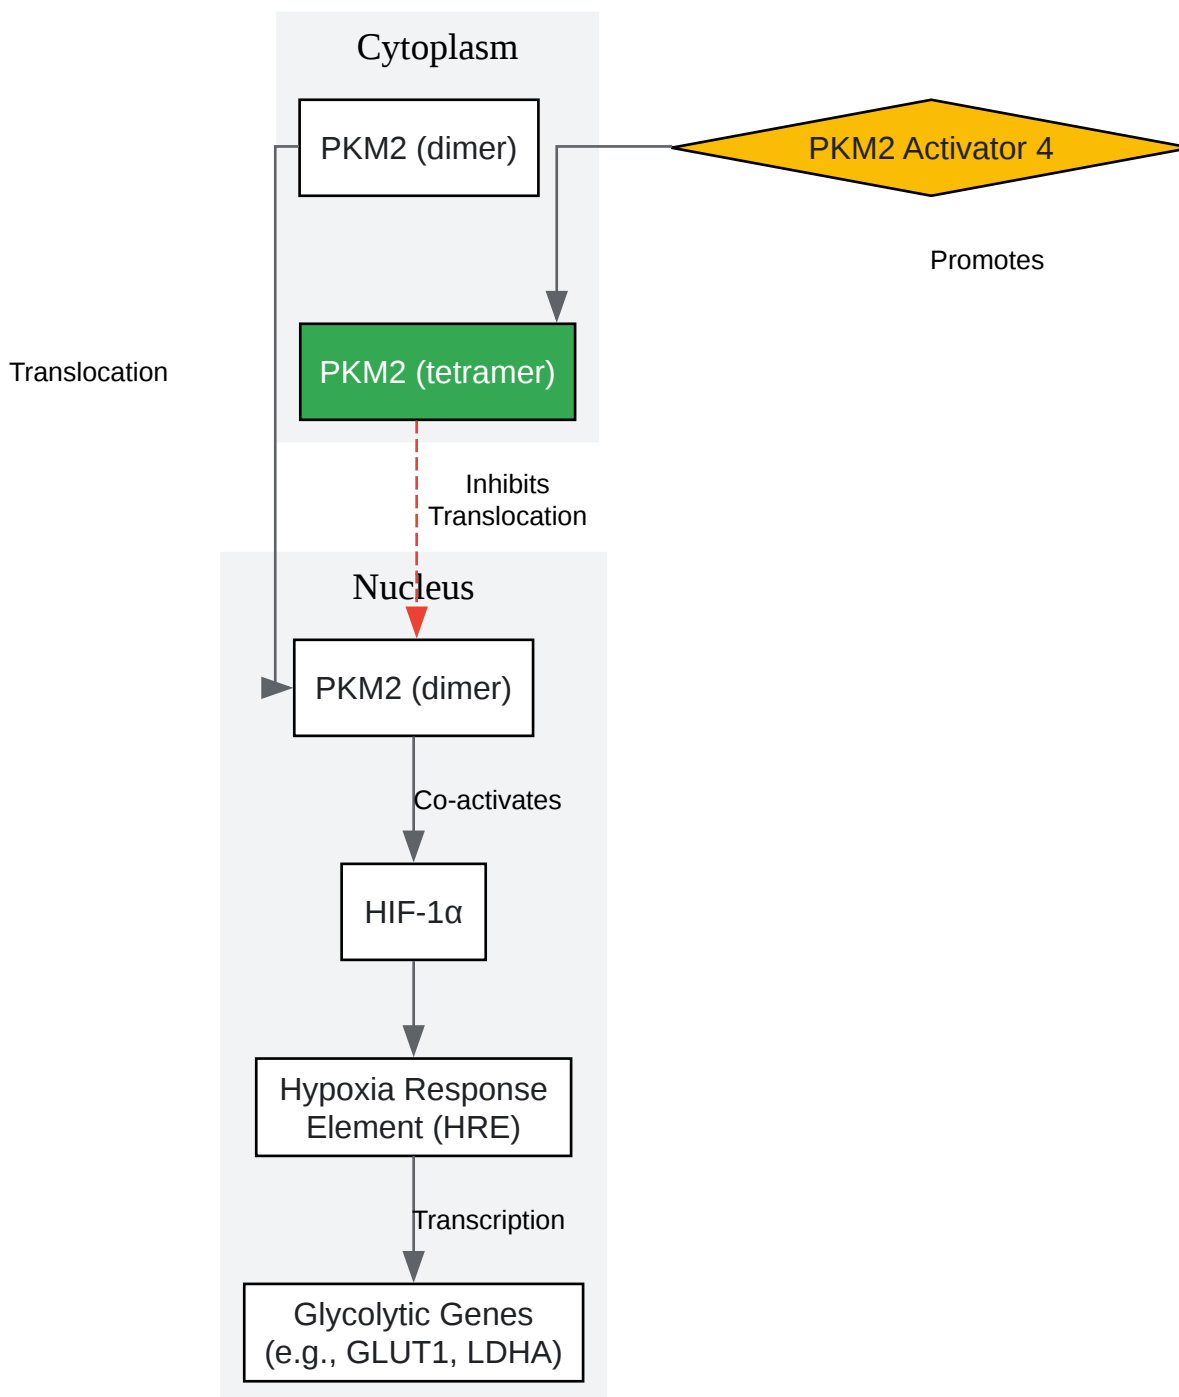 Cytoplasm
PKM2 (dimer)
PKM2 Activator 4
Promotes
PKM2 (tetramer)
Translocation
Inhibits
Translocation
Nucleus
PKM2 (dimer)
Co-activates
HIF-1α
Hypoxia Response
Element (HRE)
Transcription
Glycolytic Genes
(e.g., GLUT1, LDHA)